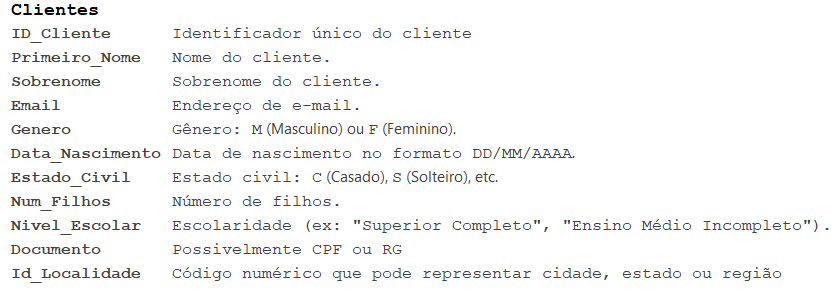 Clientes
ID_Cliente Identificador único do cliente
Primeiro_Nome Nome do cliente.
Sobrenome Sobrenome do cliente.
Email Endereço de e-mail.
Genero Gênero: M (Masculino) ou F (Feminino).
Data_Nascimento Data de nascimento no formato DD/MM/AAAA.
Estado_Civil Estado civil: C (Casado), S (Solteiro), etc.
Num_Filhos Número de filhos.
Nivel_Escolar Escolaridade (ex: "Superior Completo", "Ensino Médio Incompleto").
Documento Possivelmente CPF ou RG
Id_Localidade Código numérico que pode representar cidade, estado ou região